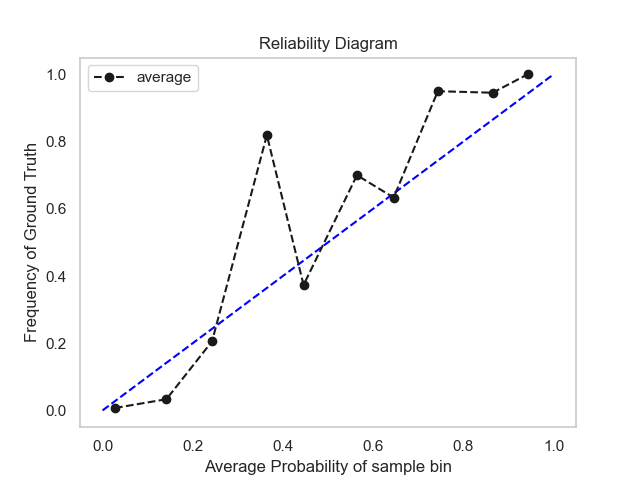 Reliability Diagram
average
Frequency of Ground Truth
1.0
0.8
0.6
0.4
0.2
0.0
0.0 0.2 0.4 0.6 0.8 1.0
Average Probability of sample bin